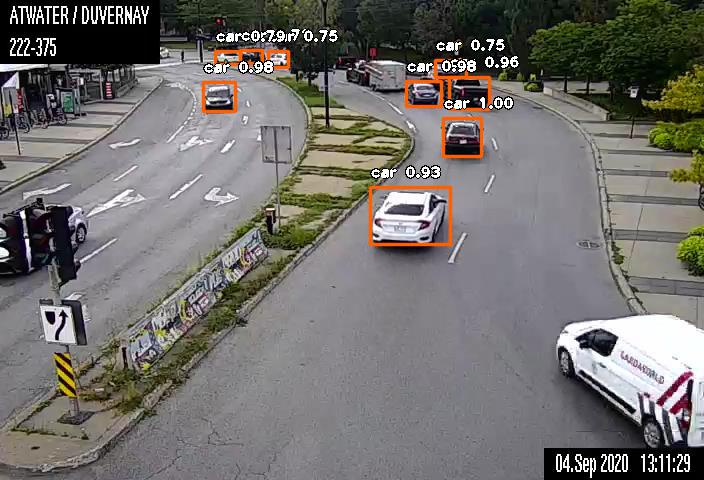 ATWATER / DUVERNAY
222-375
car 0.75
car 0.98
car 0.98
0.96
car 1.00
car 0.93
GARDAWORLD
04.Sep 2020 13:11:29